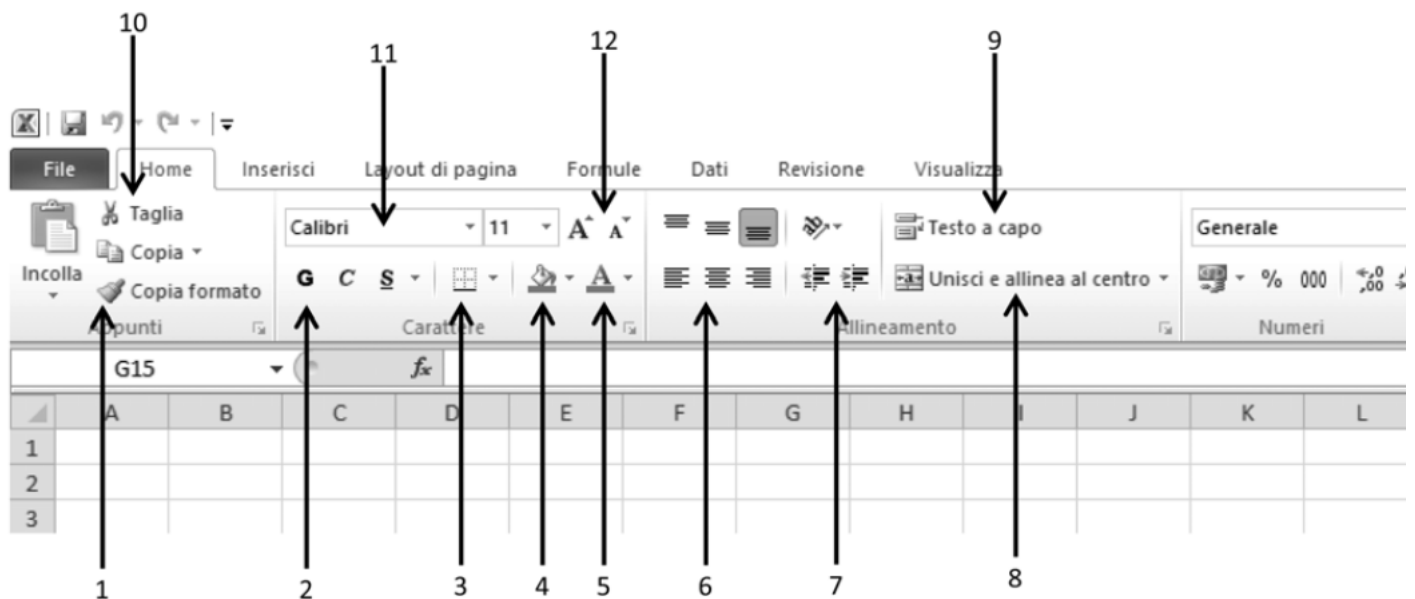 10
11
12
9
File Home Inserisci Layout di pagina Formule Dati Revisione Visualizza
Taglia Calibri 11 A A Testo a capo Generale
Copia
Incolla G C S A Unisci e allinea al centro % 000 ,00
Copia formato
Appunti Carattere Allineamento Numeri
G15 fx
A B C D E F G H I J K L
1
2
3
1 2 3 4 5 6 7 8